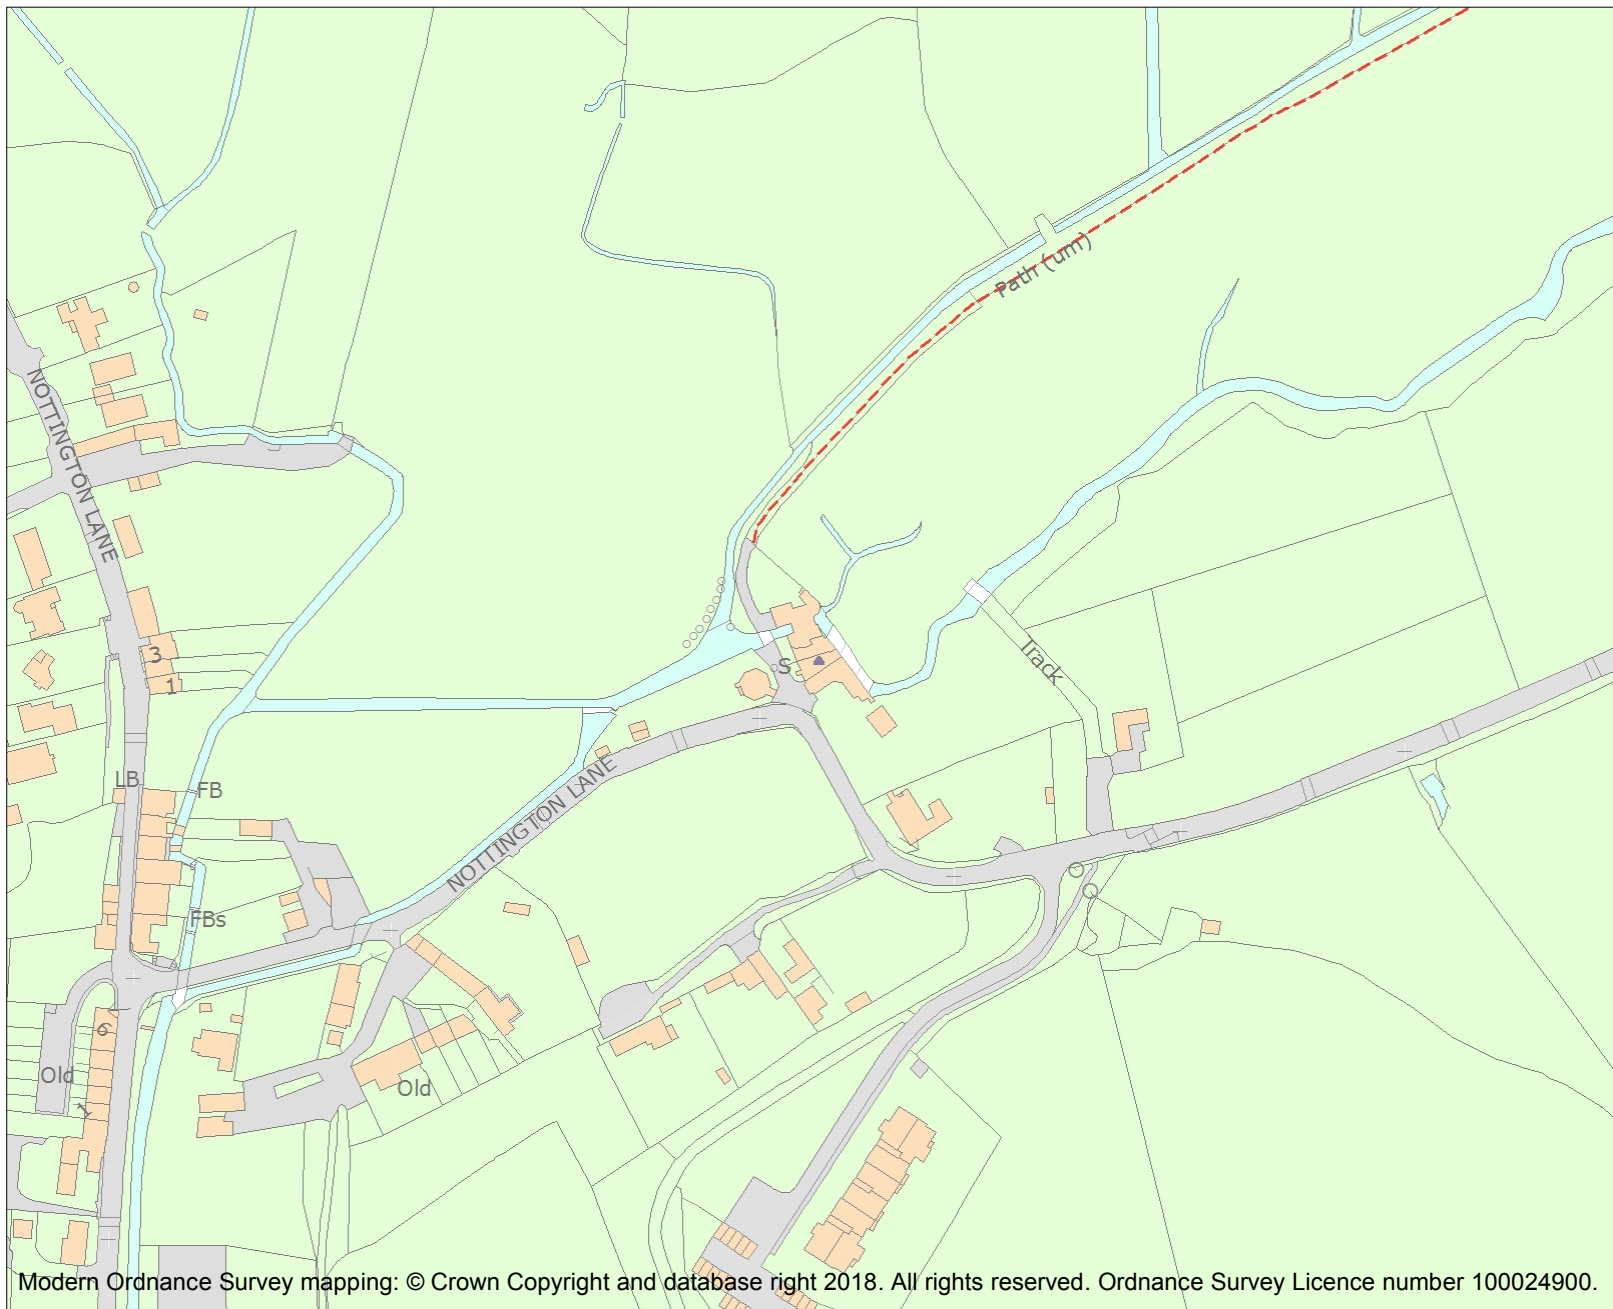 Path (um)
NOTTINGTON LANE
3
1
S
Track
LB
FB
NOTTINGTON LANE
FBs
6
Old
Old
1
Modern Ordnance Survey mapping: © Crown Copyright and database right 2018. All rights reserved. Ordnance Survey Licence number 100024900.